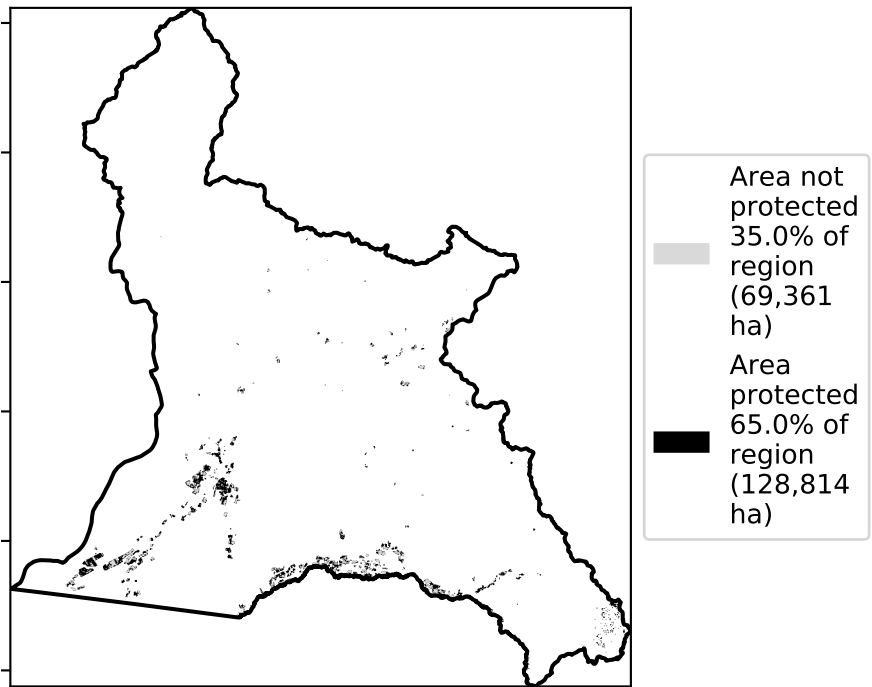 Area not
protected
35.0% of
region
(69,361
ha)
Area
protected
65.0% of
region
(128,814
ha)